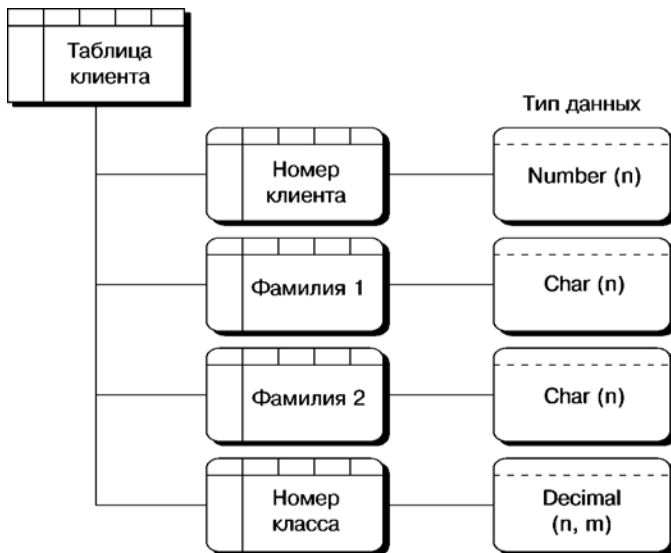 Таблица
клиента
Тип данных
Номер
клиента
Number (n)
Фамилия 1
Char (n)
Фамилия 2
Char (n)
Номер
класса
Decimal
(n, m)